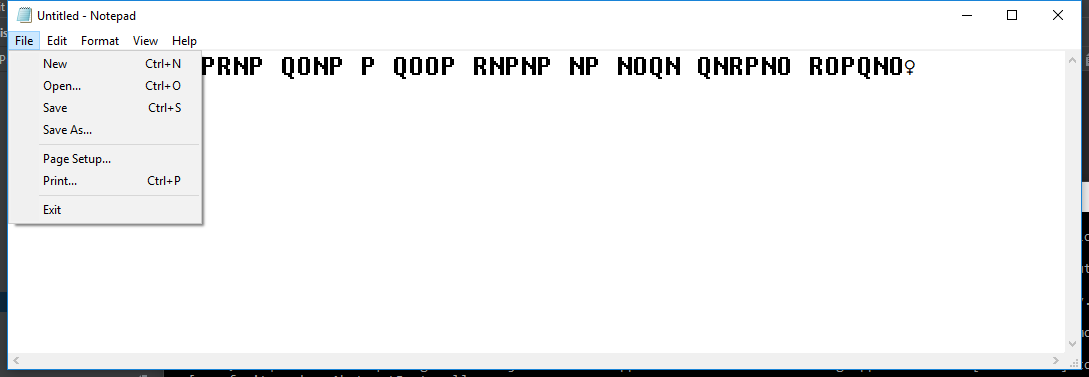 Untitled - Notepad
File Edit Format View Help
PRNP QONP P QOOP RNPNP NP NOQN QNRPNO ROPQNO♀
New Ctrl+N
Open... Ctrl+O
Save Ctrl+S
Save As...
Page Setup...
Print... Ctrl+P
Exit